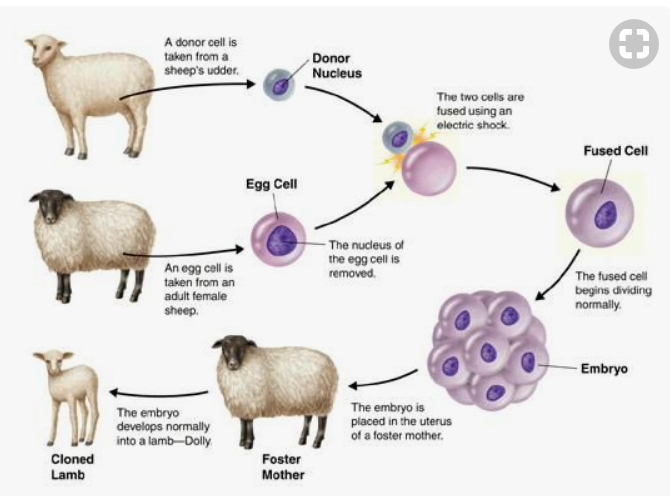 A donor cell is
taken from a
sheep's udder.
Donor
Nucleus
The two cells are
fused using an
electric shock.
Fused Cell
Egg Cell
The nucleus of
the egg cell is
removed.
An egg cell is
taken from an
adult female
sheep.
The fused cell
begins dividing
normally.
Embryo
The embryo is
placed in the uterus
of a foster mother.
The embryo
develops normally
into a lamb—Dolly
Foster
Mother
Cloned
Lamb